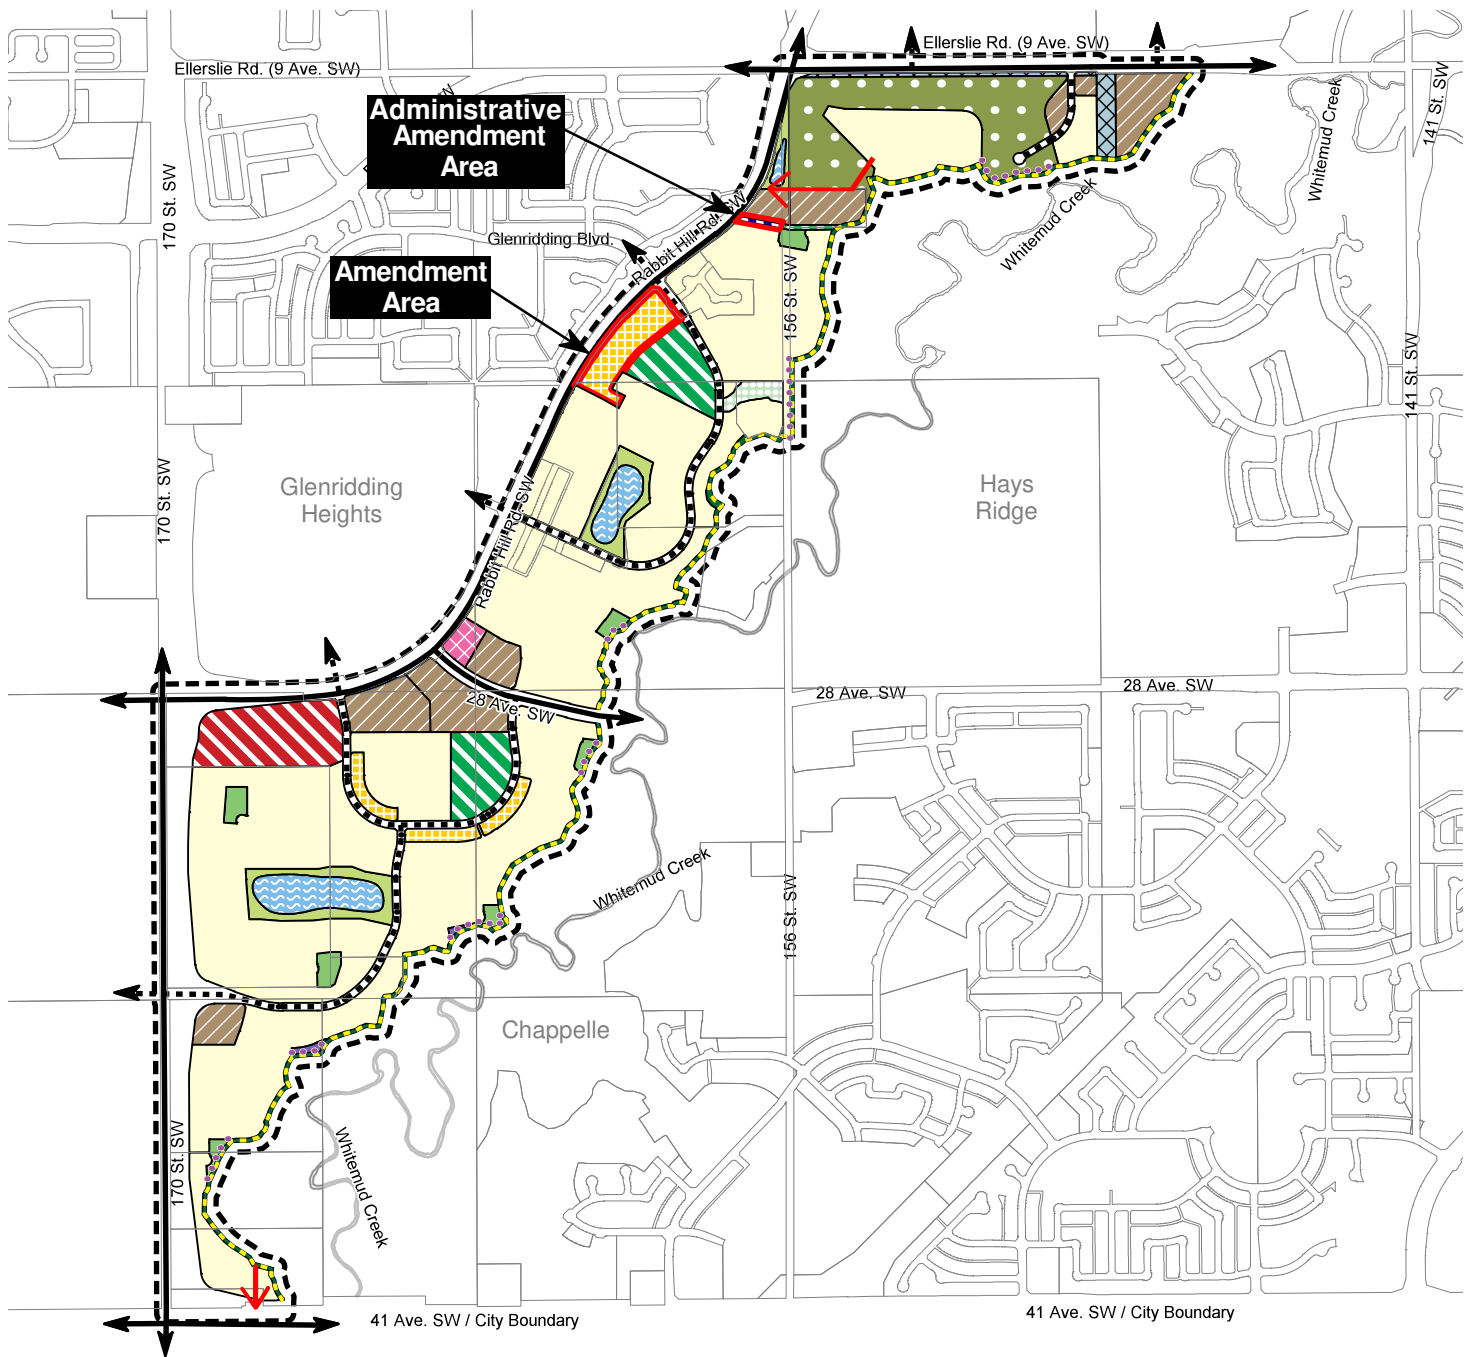 Ellerslie Rd. (9 Ave. SW)
Ellerslie Rd. (9 Ave. SW)
Administrative
Amendment
Area
141 St. SW
Whitemud Creek
170 St. SW
Whitemud Creek
Glenridding Blvd.
Rabbit Hill Rd. SW
Amendment
Area
156 St. SW
141 St. SW
Glenridding
Heights
Hays
Ridge
170 St. SW
Rabbit Hill Rd. SW
28 Ave. SW
28 Ave. SW
28 Ave. SW
Whitemud Creek
156 St. SW
Chappelle
170 St. SW
Whitemud Creek
41 Ave. SW / City Boundary
41 Ave. SW / City Boundary